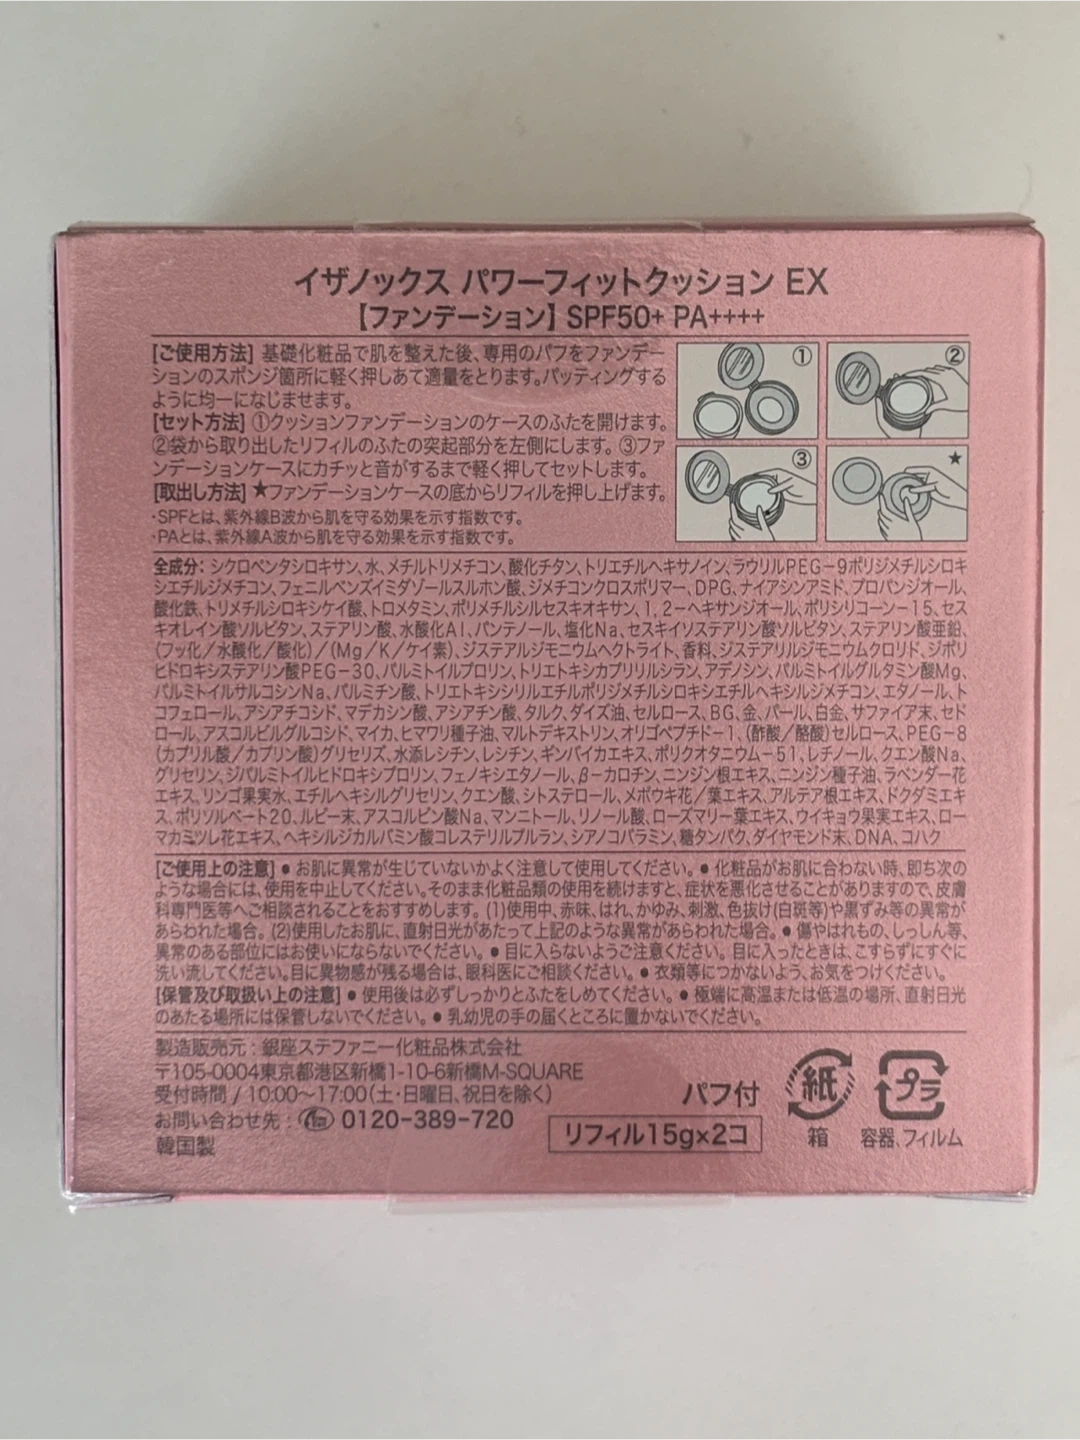 イザノックス パワーフィットクッション EX
【ファンデーション】 SPF50+ PA++++
[ご使用方法] 基礎化粧品で肌を整えた後、専用のパフをファンデー
ションのスポンジ箇所に軽く押しあて適量をとります。パッティングする
ように均一になじませます。
[セット方法] ①クッションファンデーションのケースのふたを開けます。
②袋から取り出したリフィルのふたの突起部分を左側にします。③ファ
ンデーションケースにカチッと音がするまで軽く押してセットします。
[取出し方法] ★ファンデーションケースの底からリフィルを押し上げます。
・SPFとは、紫外線B波から肌を守る効果を示す指数です。
・PAとは、紫外線A波から肌を守る効果を示す指数です。
①
②
③
★
全成分: シクロペンタシロキサン、水、メチルトリメチコン、酸化チタン、トリエチルヘキサノイン、ラウリルPEG-9ポリジメチルシロキ
シエチルジメチコン、フェニルベンズイミダゾールスルホン酸、ジメチコンクロスポリマー、DPG、ナイアシンアミド、プロパンジオール、
酸化鉄、トリメチルシロキシケイ酸、トロメタミン、ポリメチルシルセスキオキサン、1,2-ヘキサンジオール、ポリシリコーン-15、セス
キオレイン酸ソルビタン、ステアリン酸、水酸化Al、パンテノール、塩化Na、セスキイソステアリン酸ソルビタン、ステアリン酸亜鉛、
(フッ化/水酸化/酸化)/(Mg/K/ケイ素)、ジステアルジモニウムヘクトライト、香料、ジステアリルジモニウムクロリド、ジポリ
ヒドロキシステアリン酸PEG-30、パルミトイルプロリン、トリエトキシカプリリルシラン、アデノシン、パルミトイルグルタミン酸Mg、
パルミトイルサルコシンNa、パルミチン酸、トリエトキシシリルエチルポリジメチルシロキシエチルヘキシルジメチコン、エタノール、ト
コフェロール、アシアチコシド、マデカシン酸、アシアチン酸、タルク、ダイズ油、セルロース、BG、金、パール、白金、サファイア末、セド
ロール、アスコルビルグルコシド、マイカ、ヒマワリ種子油、マルトデキストリン、オリゴペプチド-1、(酢酸/酪酸)セルロース、PEG-8
(カプリル酸/カプリン酸)グリセリズ、水添レシチン、レシチン、ギンバイカエキス、ポリクオタニウム-51、レチノール、クエン酸Na、
グリセリン、ジパルミトイルヒドロキシプロリン、フェノキシエタノール、β-カロチン、ニンジン根エキス、ニンジン種子油、ラベンダー花
エキス、リンゴ果実水、エチルヘキシルグリセリン、クエン酸、シトステロール、メボウキ花/葉エキス、アルテア根エキス、ドクダミエキ
ス、ポリソルベート20、ルビー末、アスコルビン酸Na、マンニトール、リノール酸、ローズマリー葉エキス、ウイキョウ果実エキス、ロー
マカミツレ花エキス、ヘキシルジカルバミン酸コレステリルプルラン、シアノコバラミン、糖タンパク、ダイヤモンド末、DNA、コハク
[ご使用上の注意] ● お肌に異常が生じていないかよく注意して使用してください。● 化粧品がお肌に合わない時、即ち次の
ような場合には、使用を中止してください。そのまま化粧品類の使用を続けますと、症状を悪化させることがありますので、皮膚
科専門医等へご相談されることをおすすめします。(1)使用中、赤味、はれ、かゆみ、刺激、色抜け(白斑等)や黒ずみ等の異常が
あらわれた場合。(2)使用したお肌に、直射日光があたって上記のような異常があらわれた場合。● 傷やはれもの、しっしん等、
異常のある部位にはお使いにならないでください。● 目に入らないようご注意ください。目に入ったときは、こすらずにすぐに
洗い流してください。目に異物感が残る場合は、眼科医にご相談ください。● 衣類等につかないよう、お気をつけください。
[保管及び取扱い上の注意] ● 使用後は必ずしっかりとふたをしめてください。● 極端に高温または低温の場所、直射日光
のあたる場所には保管しないでください。● 乳幼児の手の届くところに置かないでください。
製造販売元:銀座ステファニー化粧品株式会社
〒105-0004東京都港区新橋1-10-6新橋M-SQUARE
受付時間/10:00~17:00(土・日曜日、祝日を除く)
お問い合わせ先: 0120-389-720
韓国製
パフ付
リフィル15g×2コ
紙
箱
プラ
容器、フィルム